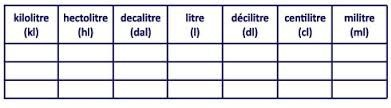 kilolitre hectolitre decalitre litre décilitre centilitre militre
(kl) (hl) (dal) (l) (dl) (cl) (ml)